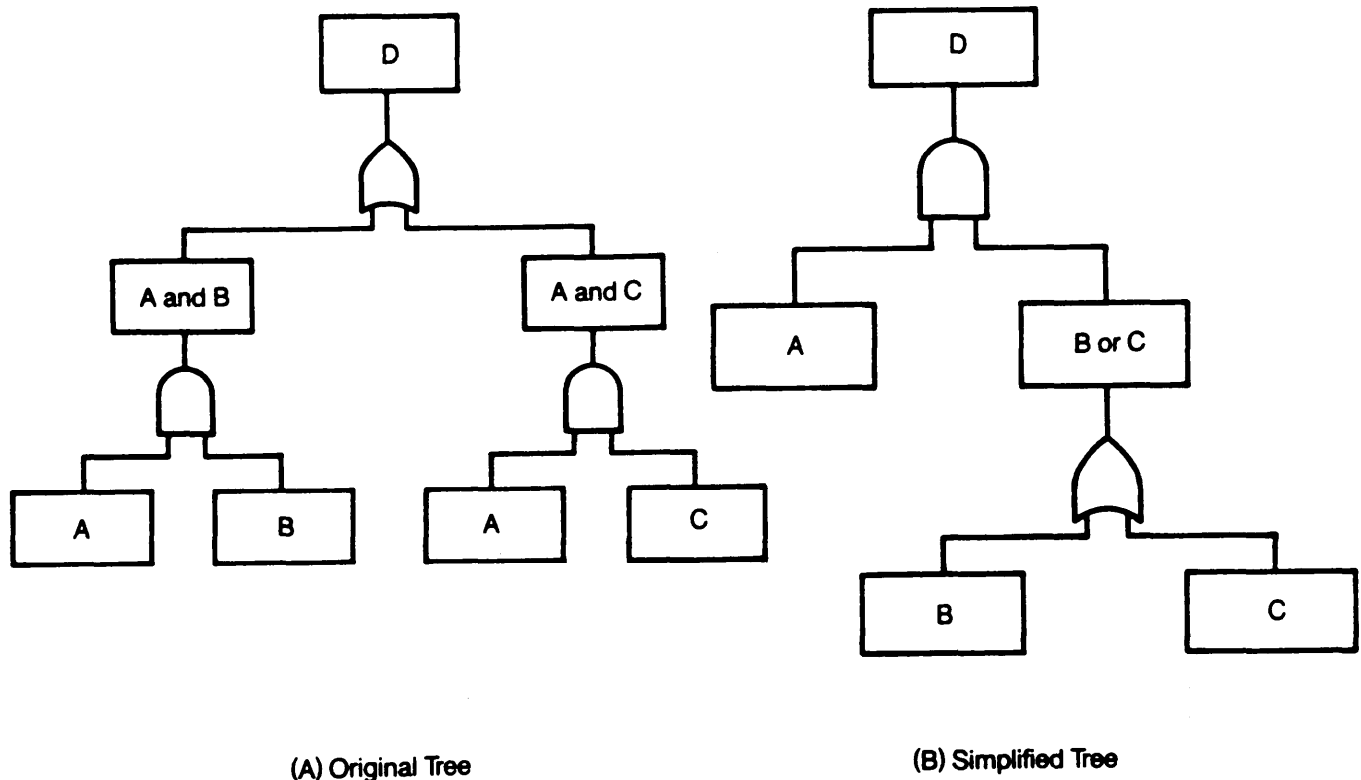 D
A and B
A and C
A
B
A
C
(A) Original Tree
D
A
B or C
B
C
(B) Simplified Tree